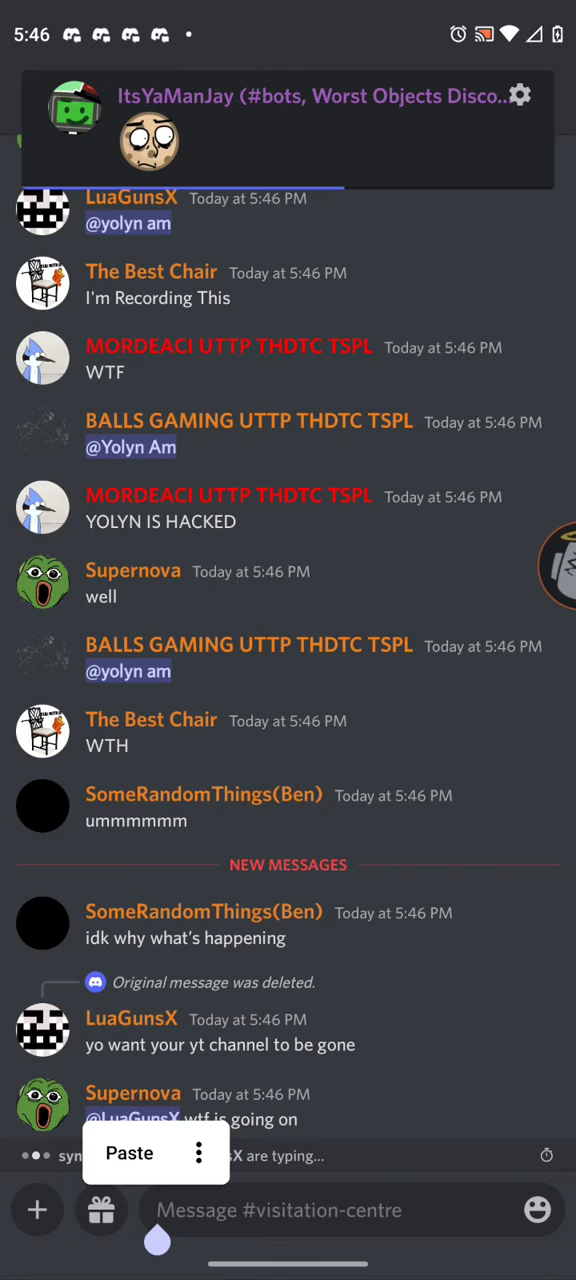 5:46
ItsYaManJay (#bots, Worst Objects Disco...
LuaGunsX Today at 5:46 PM
@yolyn am
The Best Chair Today at 5:46 PM
I'm Recording This
MORDEACI UTTP THDTC TSPL Today at 5:46 PM
WTF
BALLS GAMING UTTP THDTC TSPL Today at 5:46 PM
@Yolyn Am
MORDEACI UTTP THDTC TSPL Today at 5:46 PM
YOLYN IS HACKED
Supernova Today at 5:46 PM
well
BALLS GAMING UTTP THDTC TSPL Today at 5:46 PM
@yolyn am
The Best Chair Today at 5:46 PM
WTH
SomeRandomThings(Ben) Today at 5:46 PM
ummmmmm
NEW MESSAGES
SomeRandomThings(Ben) Today at 5:46 PM
idk why what's happening
Original message was deleted.
LuaGunsX Today at 5:46 PM
yo want your yt channel to be gone
Supernova Today at 5:46 PM
@LuaGunsX wtf is going on
Paste
syn sX are typing...
Message #visitation-centre